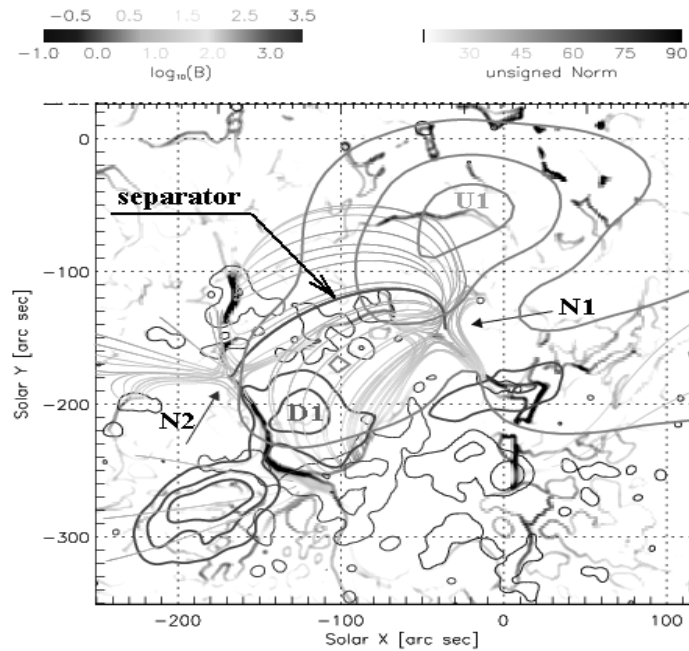 −0.5 0.5 1.5 2.5 3.5
−1.0 0.0 1.0 2.0 3.0
log₁₀(B)
15 30 45 60 75 90
unsigned Norm
0
U1
separator
−100
N1
Solar Y [arc sec]
−200
D1
N2
−300
−200 −100 0 100
Solar X [arc sec]